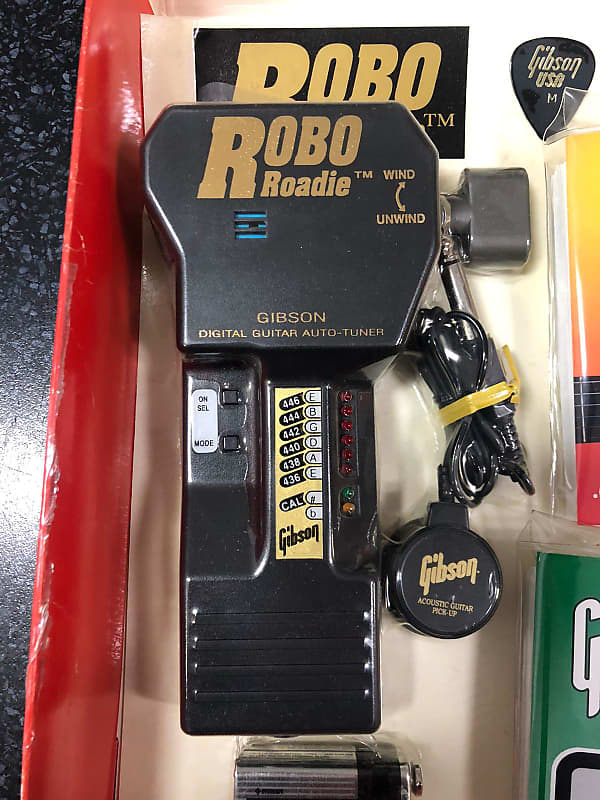 ROBO
TM
Gibson
USA
M
ROBO
Roadie™
WIND
UNWIND
GIBSON
DIGITAL GUITAR AUTO-TUNER
ON
SEL
MODE
446 E
444 B
442 G
440 D
438 A
436 E
CAL #
b
Gibson
Gibson
ACOUSTIC GUITAR
PICK-UP
G